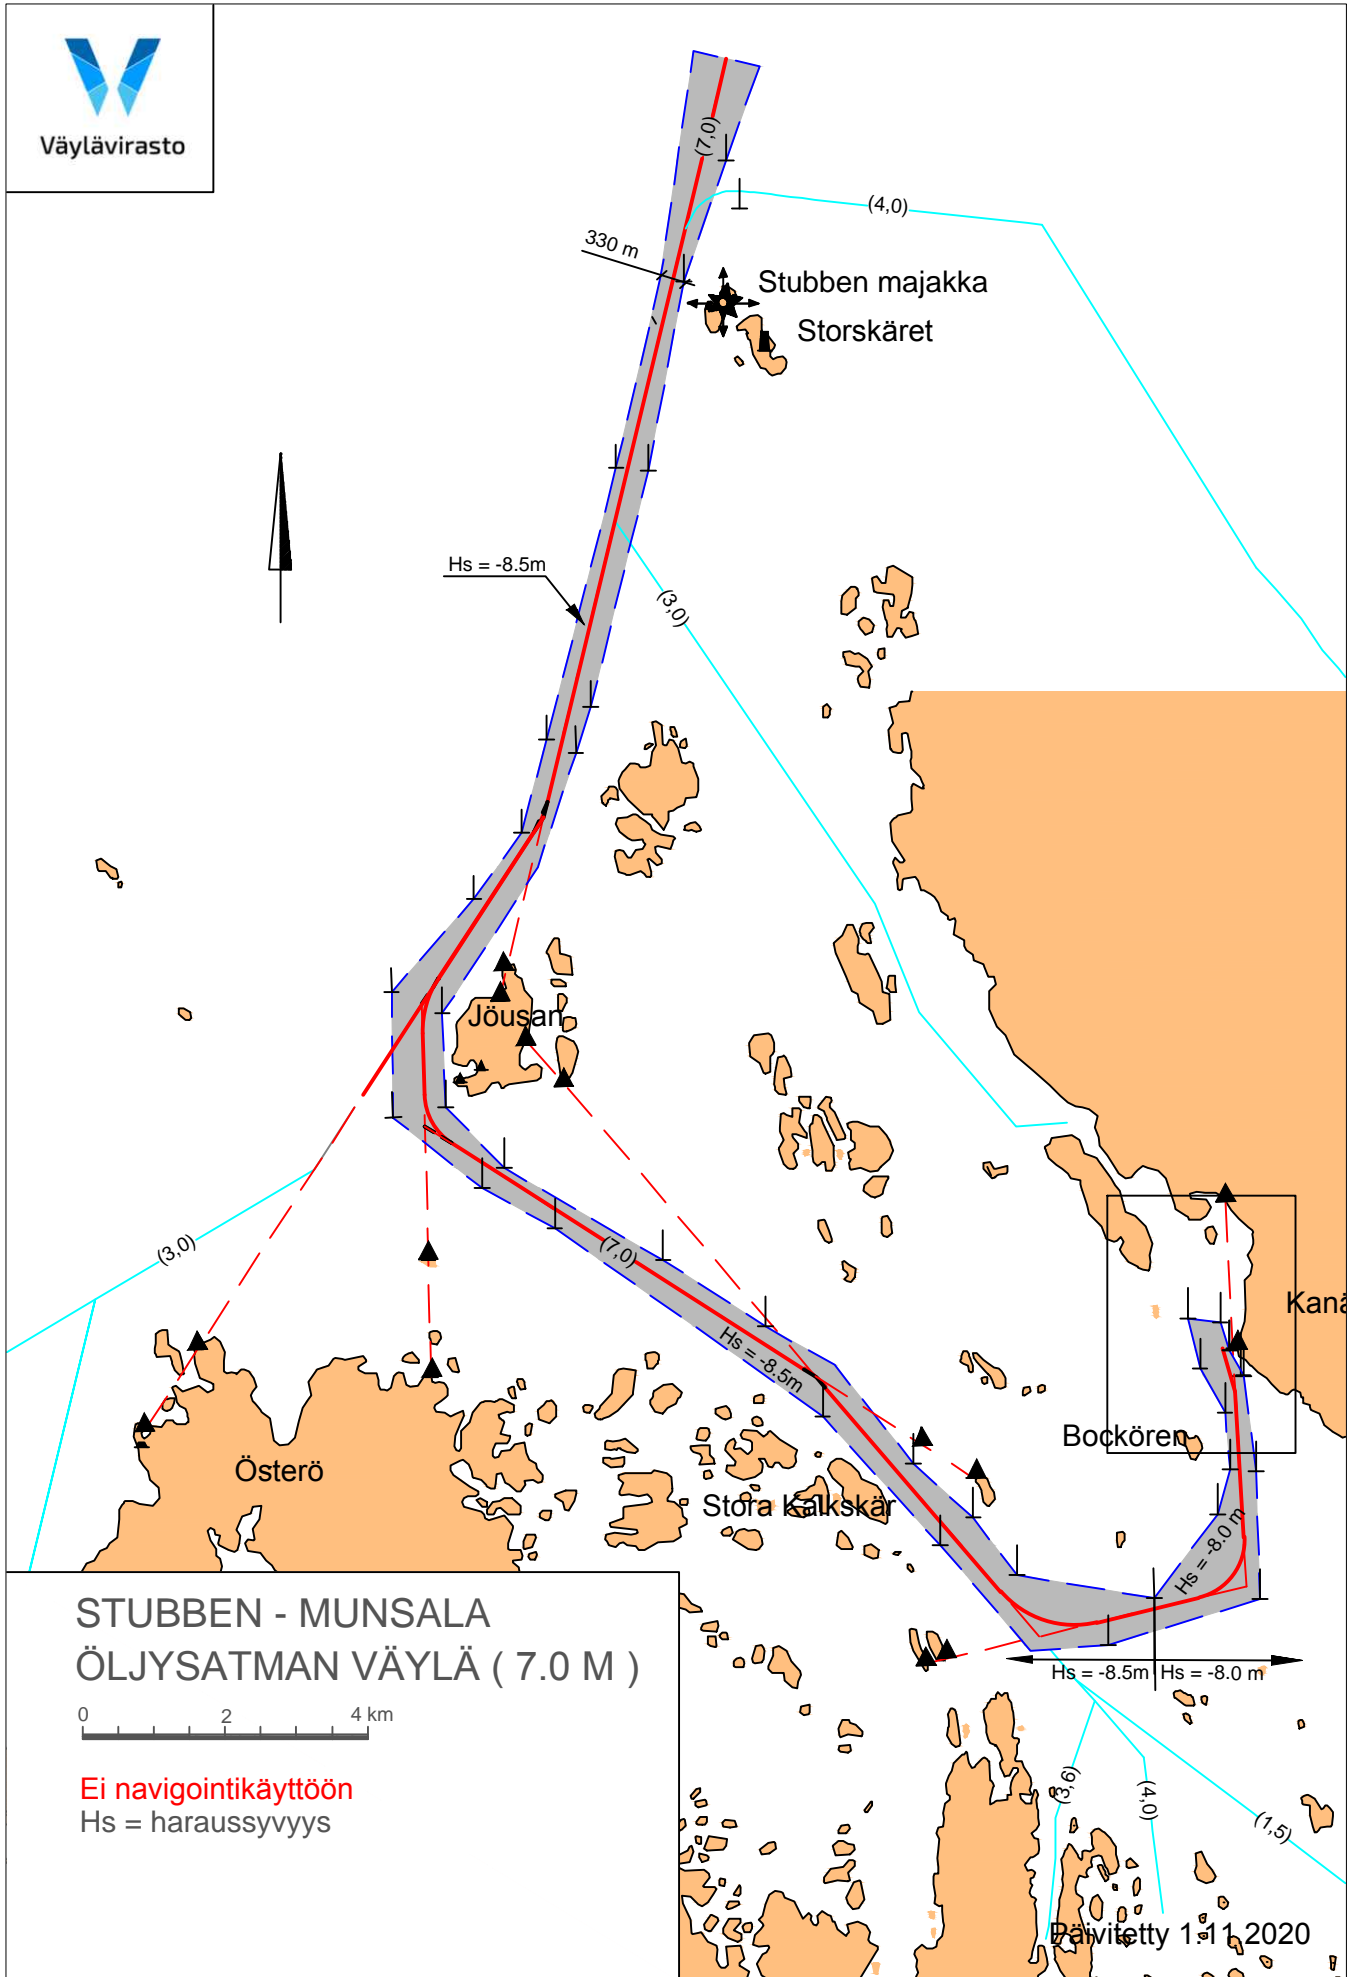 Väylävirasto
(7,0)
(4,0)
330 m
Stubben majakka
Storskäret
Hs = -8.5m
(3,0)
Jöusan
(3,0)
(7,0)
Hs = -8.5m
Bockören
Österö
Stora Kalkskär
Hs = -8.0 m
STUBBEN - MUNSALA
ÖLJYSATMAN VÄYLÄ ( 7.0 M )
Hs = -8.5m Hs = -8.0 m
0 2 4 km
Ei navigointikäyttöön
Hs = haraussyvyys
(3,6)
(4,0)
(1,5)
Päivitetty 1.11.2020